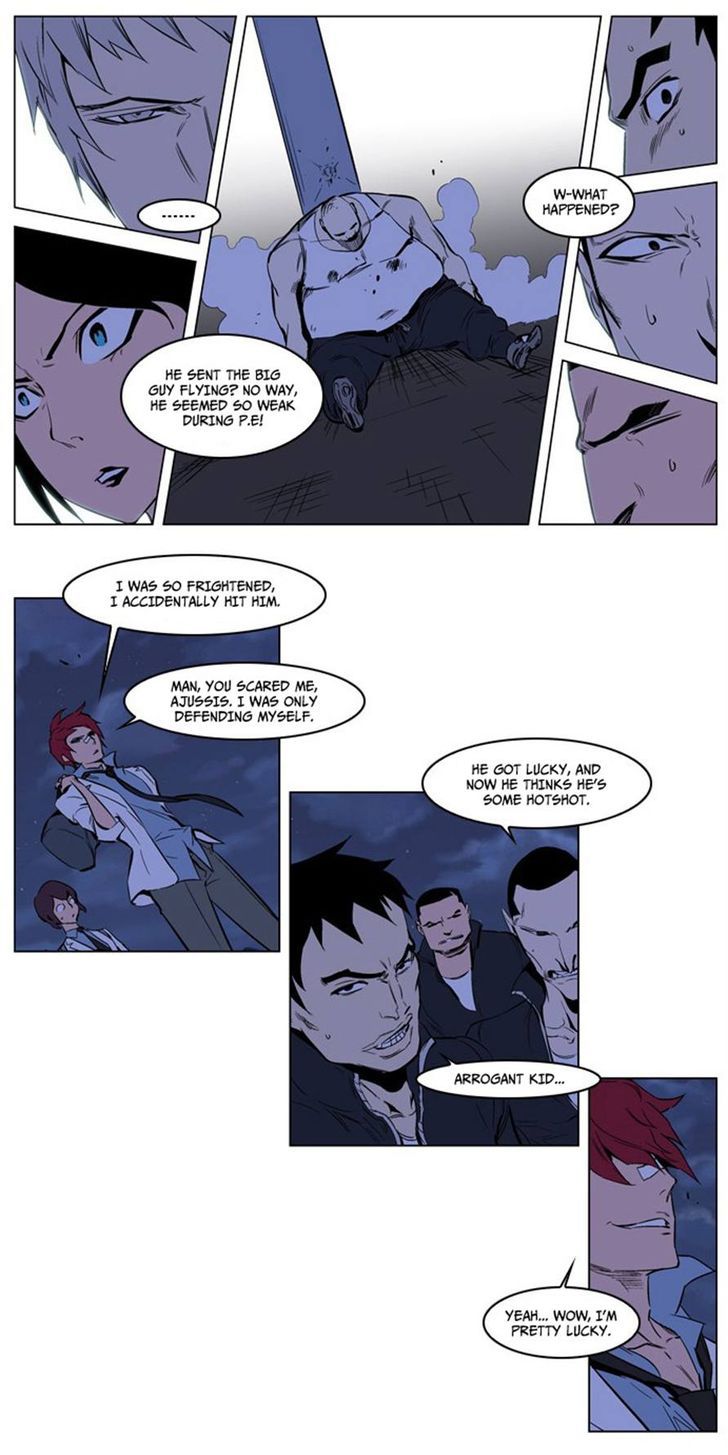 ......
W-WHAT
HAPPENED?
HE SENT THE BIG
GUY FLYING? NO WAY,
HE SEEMED SO WEAK
DURING P.E!
I WAS SO FRIGHTENED,
I ACCIDENTALLY HIT HIM.
MAN, YOU SCARED ME,
AJUSSIS. I WAS ONLY
DEFENDING MYSELF.
HE GOT LUCKY, AND
NOW HE THINKS HE'S
SOME HOTSHOT.
ARROGANT KID...
YEAH... WOW, I'M
PRETTY LUCKY.